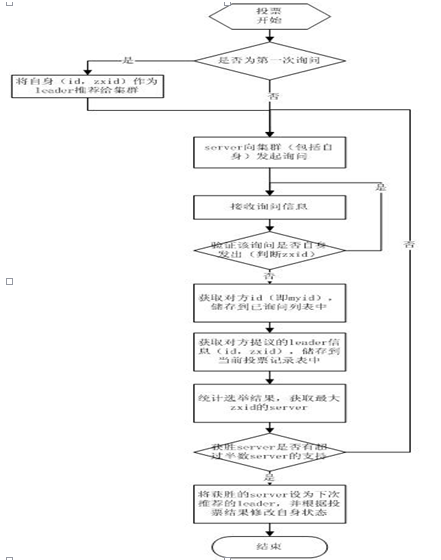 投票
开始
是否为第一次询问
是
将自身（id，zxid）作为
leader推荐给集群
否
server向集群（包括自
身）发起询问
是
接收询问信息
否
验证该询问是否自身
发出（判断zxid）
否
获取对方id（即myid），
储存到已询问列表中
获取对方提议的leader信
息（id，zxid），储存到
当前投票记录表中
统计选举结果，获取最大
zxid的server
获胜server是否有超
过半数server的支持
是
将获胜的server设为下次
推荐的leader，并根据投
票结果修改自身状态
结束